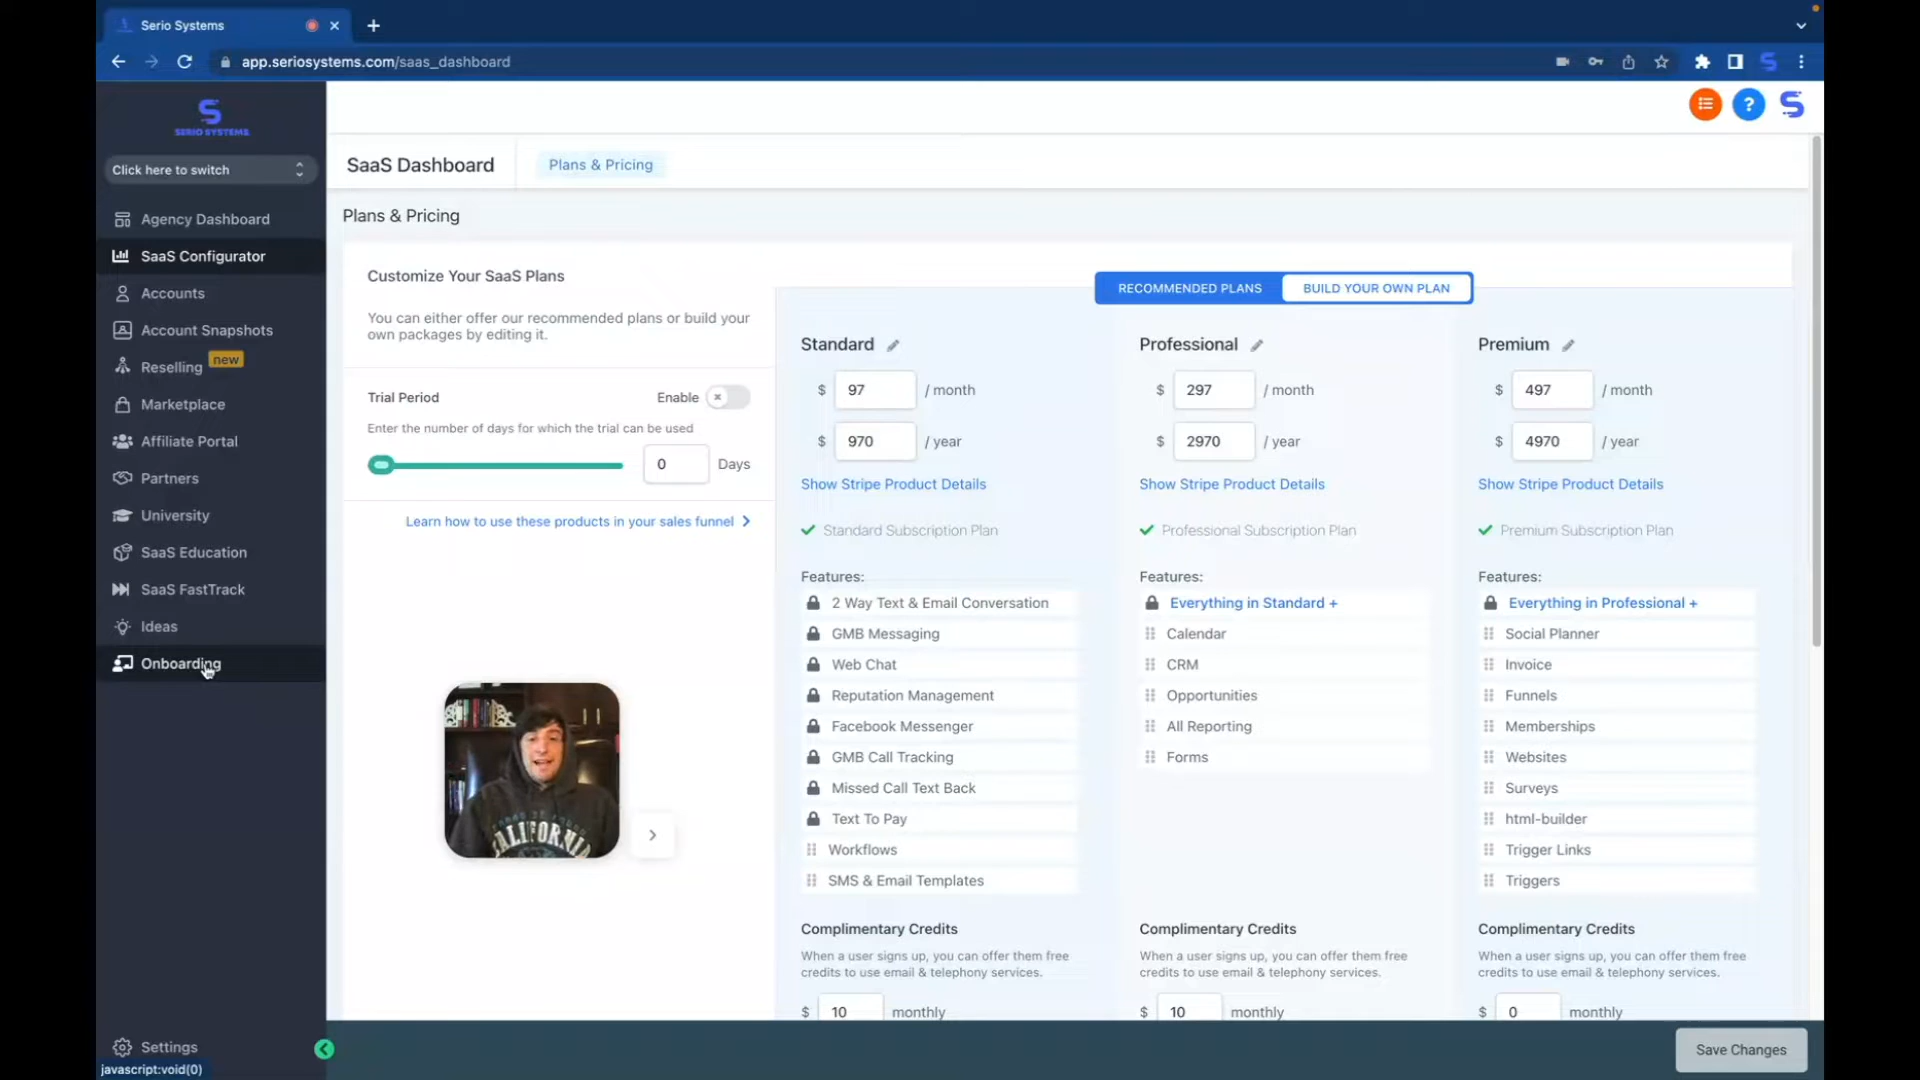 Serio Systems
app.seriosystems.com/saas_dashboard
S
SERIO SYSTEMS
Click here to switch
Agency Dashboard
SaaS Configurator
Accounts
Account Snapshots
Reselling new
Marketplace
Affiliate Portal
Partners
University
SaaS Education
SaaS FastTrack
Ideas
Onboarding
Settings
javascript:void(0)
?
SaaS Dashboard
Plans & Pricing
Plans & Pricing
Customize Your SaaS Plans
You can either offer our recommended plans or build your
own packages by editing it.
Trial Period Enable
Enter the number of days for which the trial can be used
0 Days
Learn how to use these products in your sales funnel
CALIFORNIA
RECOMMENDED PLANS BUILD YOUR OWN PLAN
Standard
$ 97 / month
$ 970 / year
Show Stripe Product Details
Standard Subscription Plan
Features:
2 Way Text & Email Conversation
GMB Messaging
Web Chat
Reputation Management
Facebook Messenger
GMB Call Tracking
Missed Call Text Back
Text To Pay
Workflows
SMS & Email Templates
Complimentary Credits
When a user signs up, you can offer them free
credits to use email & telephony services.
$ 10 monthly
Professional
$ 297 / month
$ 2970 / year
Show Stripe Product Details
Professional Subscription Plan
Features:
Everything in Standard +
Calendar
CRM
Opportunities
All Reporting
Forms
Complimentary Credits
When a user signs up, you can offer them free
credits to use email & telephony services.
$ 10 monthly
Premium
$ 497 / month
$ 4970 / year
Show Stripe Product Details
Premium Subscription Plan
Features:
Everything in Professional +
Social Planner
Invoice
Funnels
Memberships
Websites
Surveys
html-builder
Trigger Links
Triggers
Complimentary Credits
When a user signs up, you can offer them free
credits to use email & telephony services.
$ 0 monthly
Save Changes